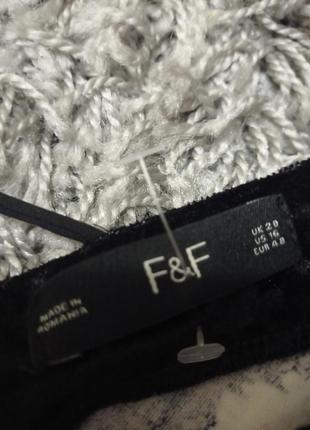 MADE IN
ROMANIA
F&F
UK 20
US 16
EUR 48